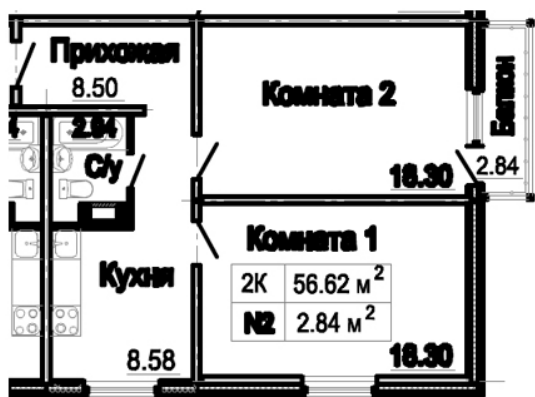 Прихожая
8.50
Комната 2
18.30
Балкон
2.84
2.84
С/у
Кухня
8.58
Комната 1
2К 56.62 м²
N2 2.84 м²
18.30